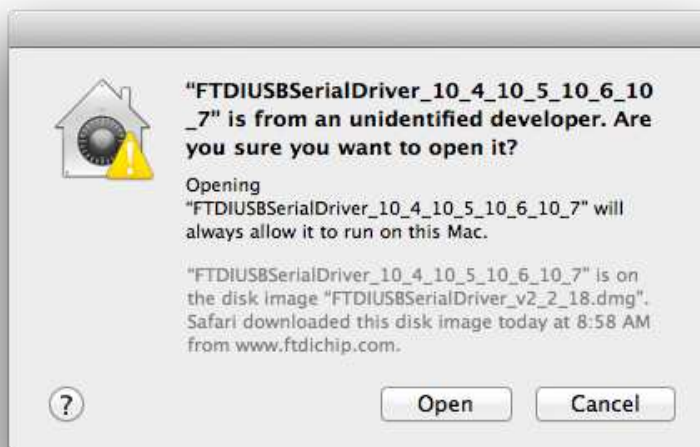 “FTDIUSBSerialDriver_10_4_10_5_10_6_10
_7” is from an unidentified developer. Are
you sure you want to open it?
Opening
“FTDIUSBSerialDriver_10_4_10_5_10_6_10_7” will
always allow it to run on this Mac.
“FTDIUSBSerialDriver_10_4_10_5_10_6_10_7” is on
the disk image “FTDIUSBSerialDriver_v2_2_18.dmg”.
Safari downloaded this disk image today at 8:58 AM
from www.ftdichip.com.
?
Open
Cancel